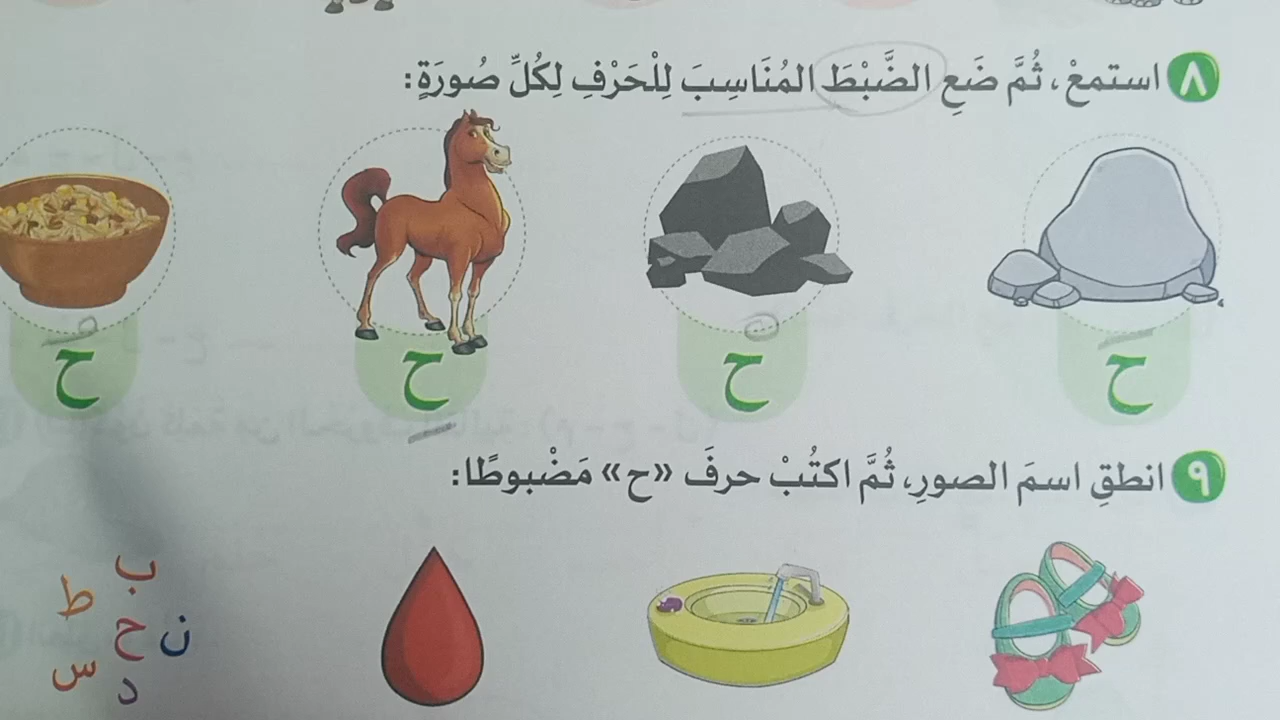 ٨ استمعْ، ثُمَّ ضَعِ الضَّبْطَ المُنَاسِبَ لِلْحَرْفِ لِكُلِّ صُورَةٍ:
ح ح ح ح
٩ انطقِ اسمَ الصورِ، ثُمَّ اكتُبْ حرفَ «ح» مَضْبوطًا:
ب
ط
ح ن
س
د